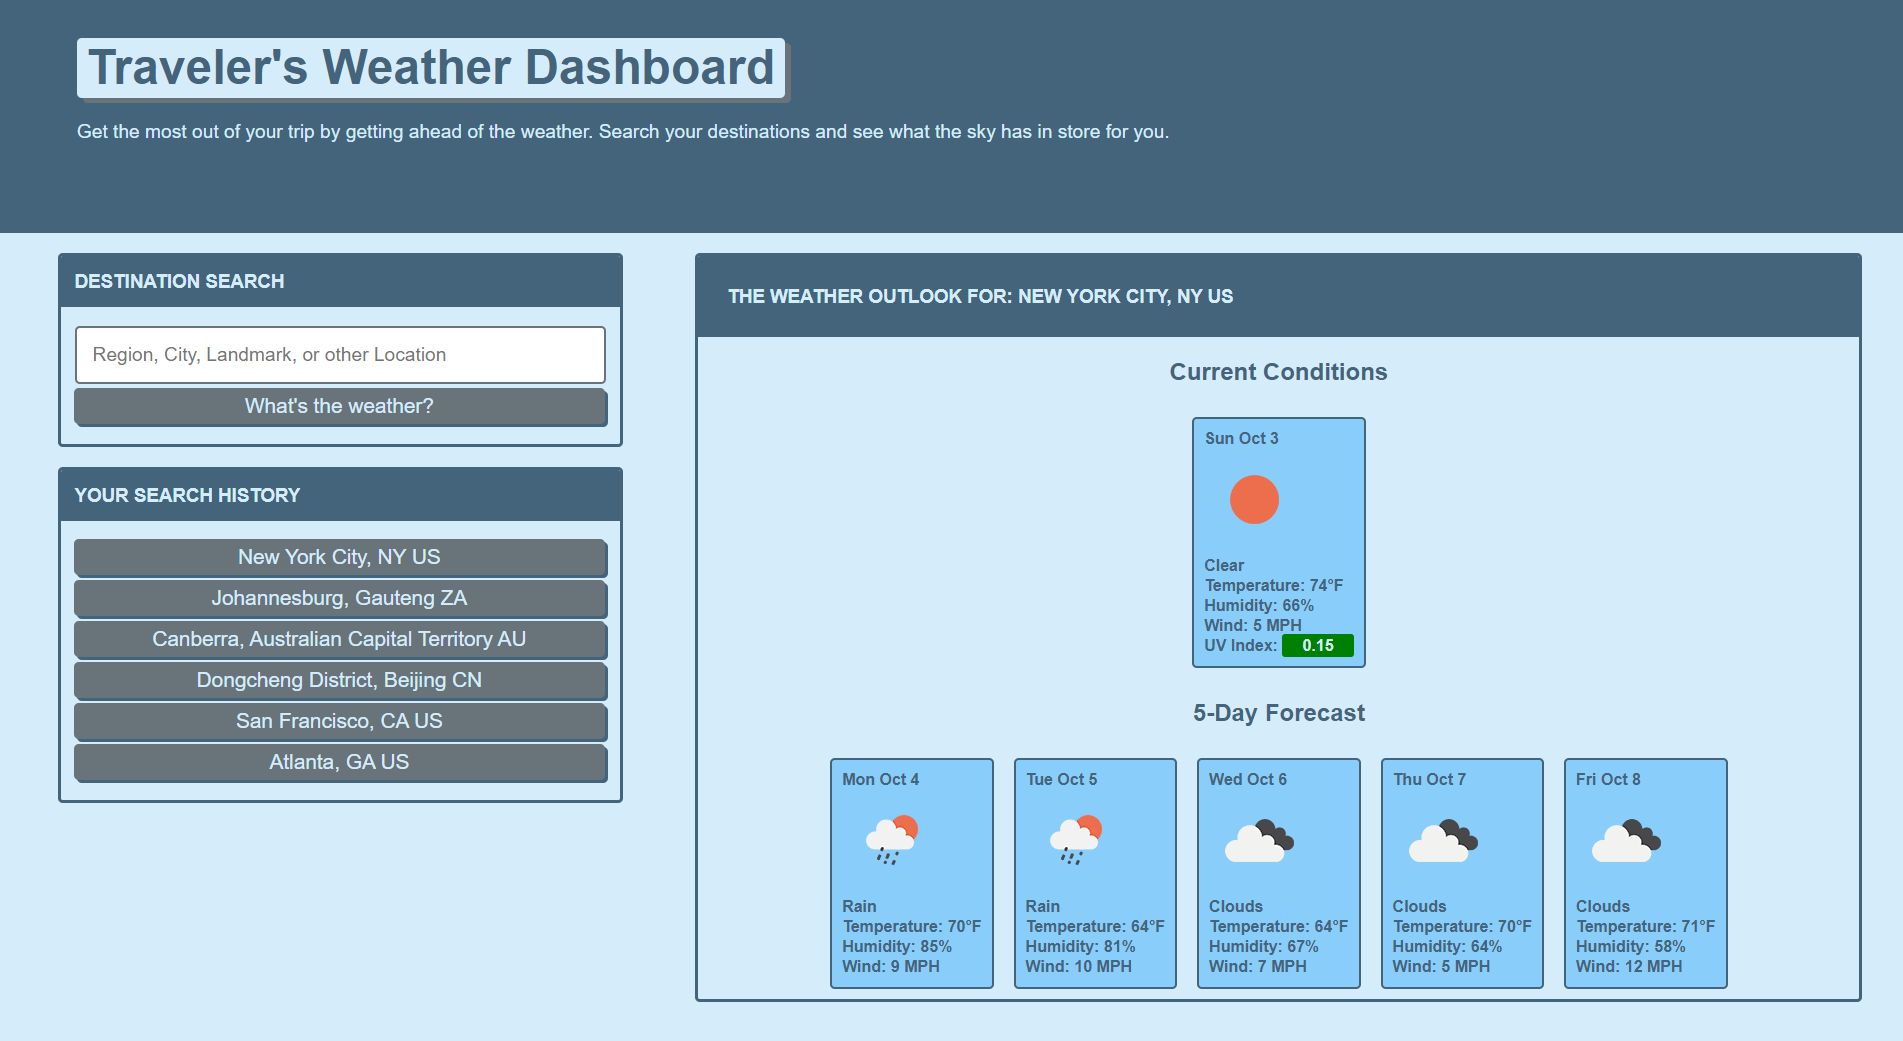 Traveler's Weather Dashboard
Get the most out of your trip by getting ahead of the weather. Search your destinations and see what the sky has in store for you.
DESTINATION SEARCH
Region, City, Landmark, or other Location
What's the weather?
YOUR SEARCH HISTORY
New York City, NY US
Johannesburg, Gauteng ZA
Canberra, Australian Capital Territory AU
Dongcheng District, Beijing CN
San Francisco, CA US
Atlanta, GA US
THE WEATHER OUTLOOK FOR: NEW YORK CITY, NY US
Current Conditions
Sun Oct 3
Clear
Temperature: 74°F
Humidity: 66%
Wind: 5 MPH
UV Index: 0.15
5-Day Forecast
Mon Oct 4
Rain
Temperature: 70°F
Humidity: 85%
Wind: 9 MPH
Tue Oct 5
Rain
Temperature: 64°F
Humidity: 81%
Wind: 10 MPH
Wed Oct 6
Clouds
Temperature: 64°F
Humidity: 67%
Wind: 7 MPH
Thu Oct 7
Clouds
Temperature: 70°F
Humidity: 64%
Wind: 5 MPH
Fri Oct 8
Clouds
Temperature: 71°F
Humidity: 58%
Wind: 12 MPH